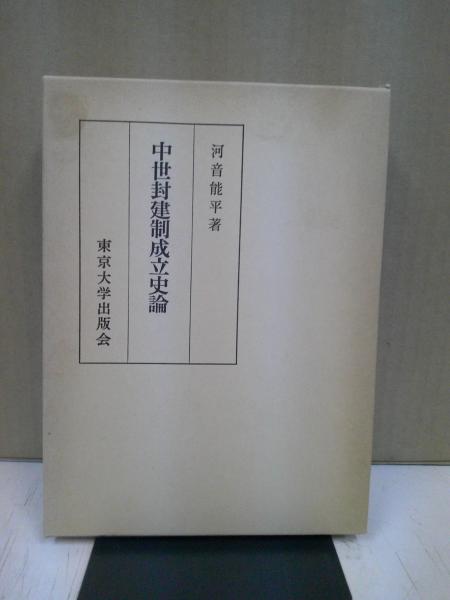 河音能平著
中世封建制成立史論
東京大学出版会